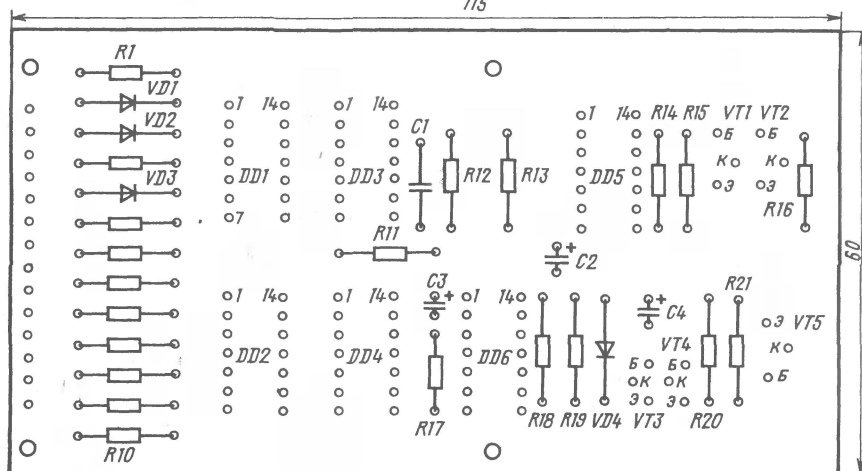 115
R1
VD1
VD2
VD3
R10
1 14
DD1
7
1 14
DD3
C1
R12
R13
R11
1 14
DD5
R14 R15 VT1 VT2
Б Б
К К
Э Э
R16
C2
+
60
1 14
DD2
1 14
DD4
C3
+
R17
1 14
DD6
R18 R19 VD4
+
C4
VT4
Б Б
К К
Э Э
VT3
R20
R21
Э VT5
К
Б